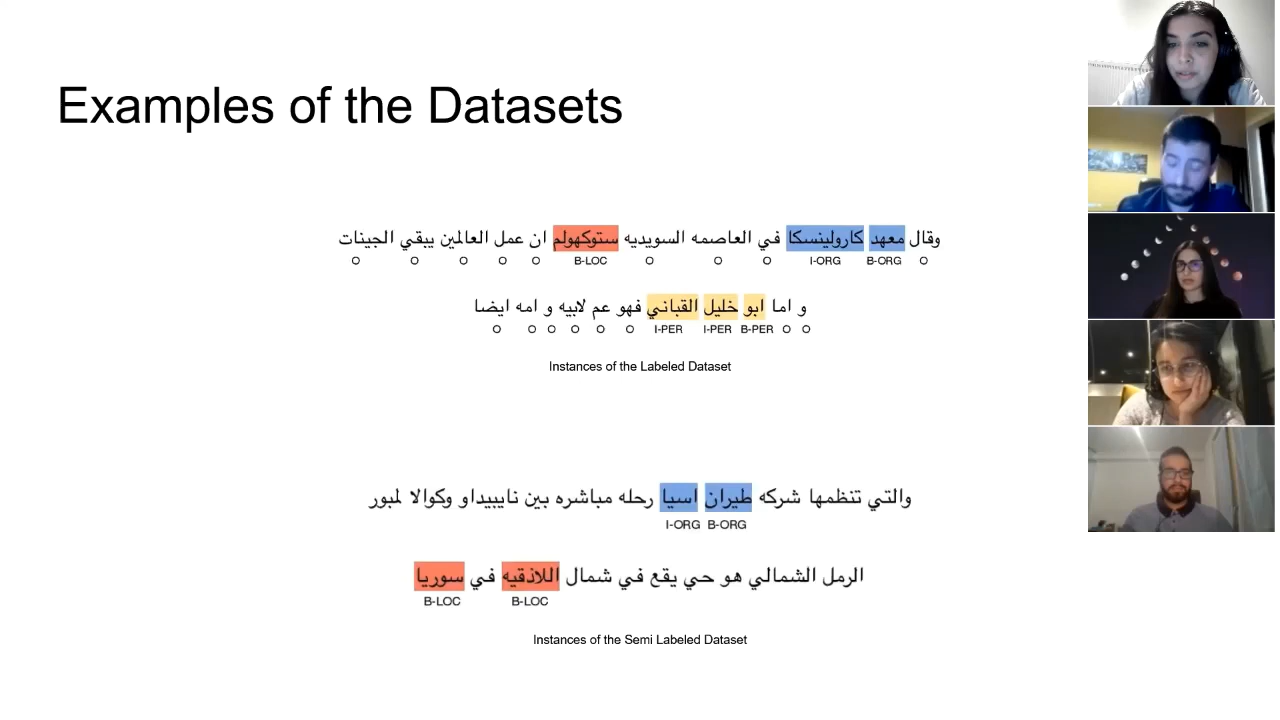 Examples of the Datasets
وقال معهد كارولينسكا في العاصمه السويديه ستوكهولم ان عمل العالمين يبقي الجينات
O B-ORG I-ORG O O O B-LOC O O O O O
و اما ابو خليل القباني فهو عم لابيه و امه ايضا
O O B-PER I-PER I-PER O O O O O O
Instances of the Labeled Dataset
والتي تنظمها شركه طيران اسيا رحله مباشره بين نايبيداو وكوالا لمبور
B-ORG I-ORG
الرمل الشمالي هو حي يقع في شمال اللاذقيه في سوريا
B-LOC B-LOC
Instances of the Semi Labeled Dataset